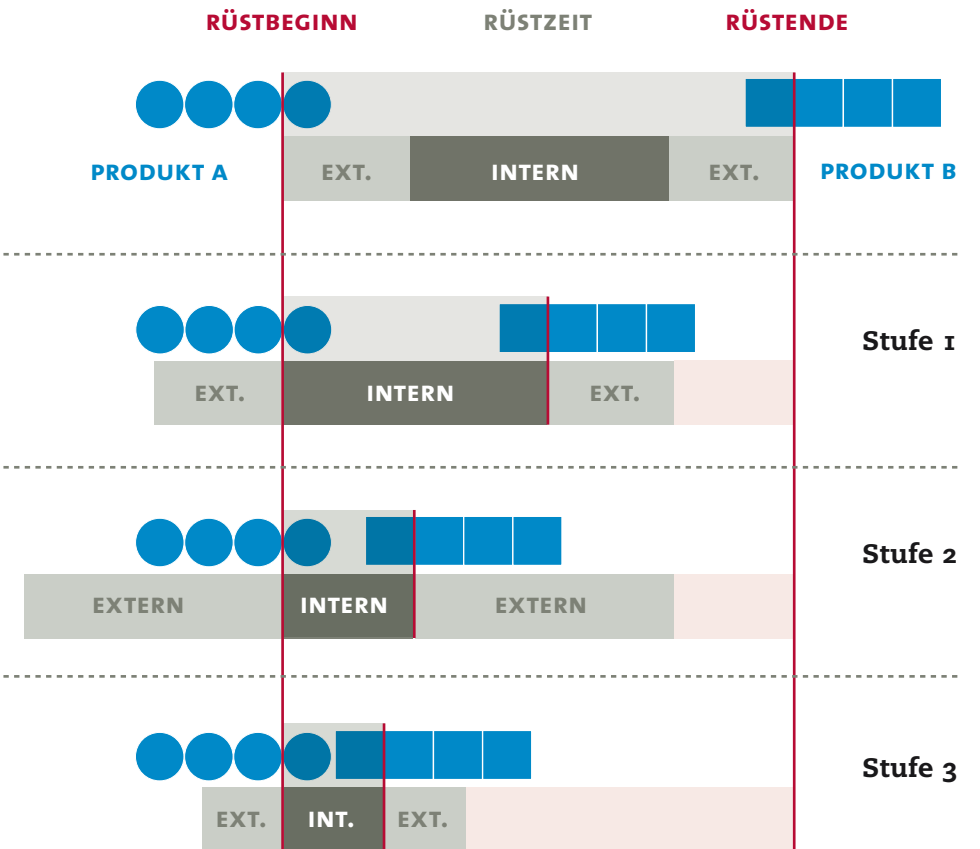 RÜSTBEGINN RÜSTZEIT RÜSTENDE
PRODUKT A EXT. INTERN EXT. PRODUKT B
Stufe 1
EXT. INTERN EXT.
Stufe 2
EXTERN INTERN EXTERN
Stufe 3
EXT. INT. EXT.